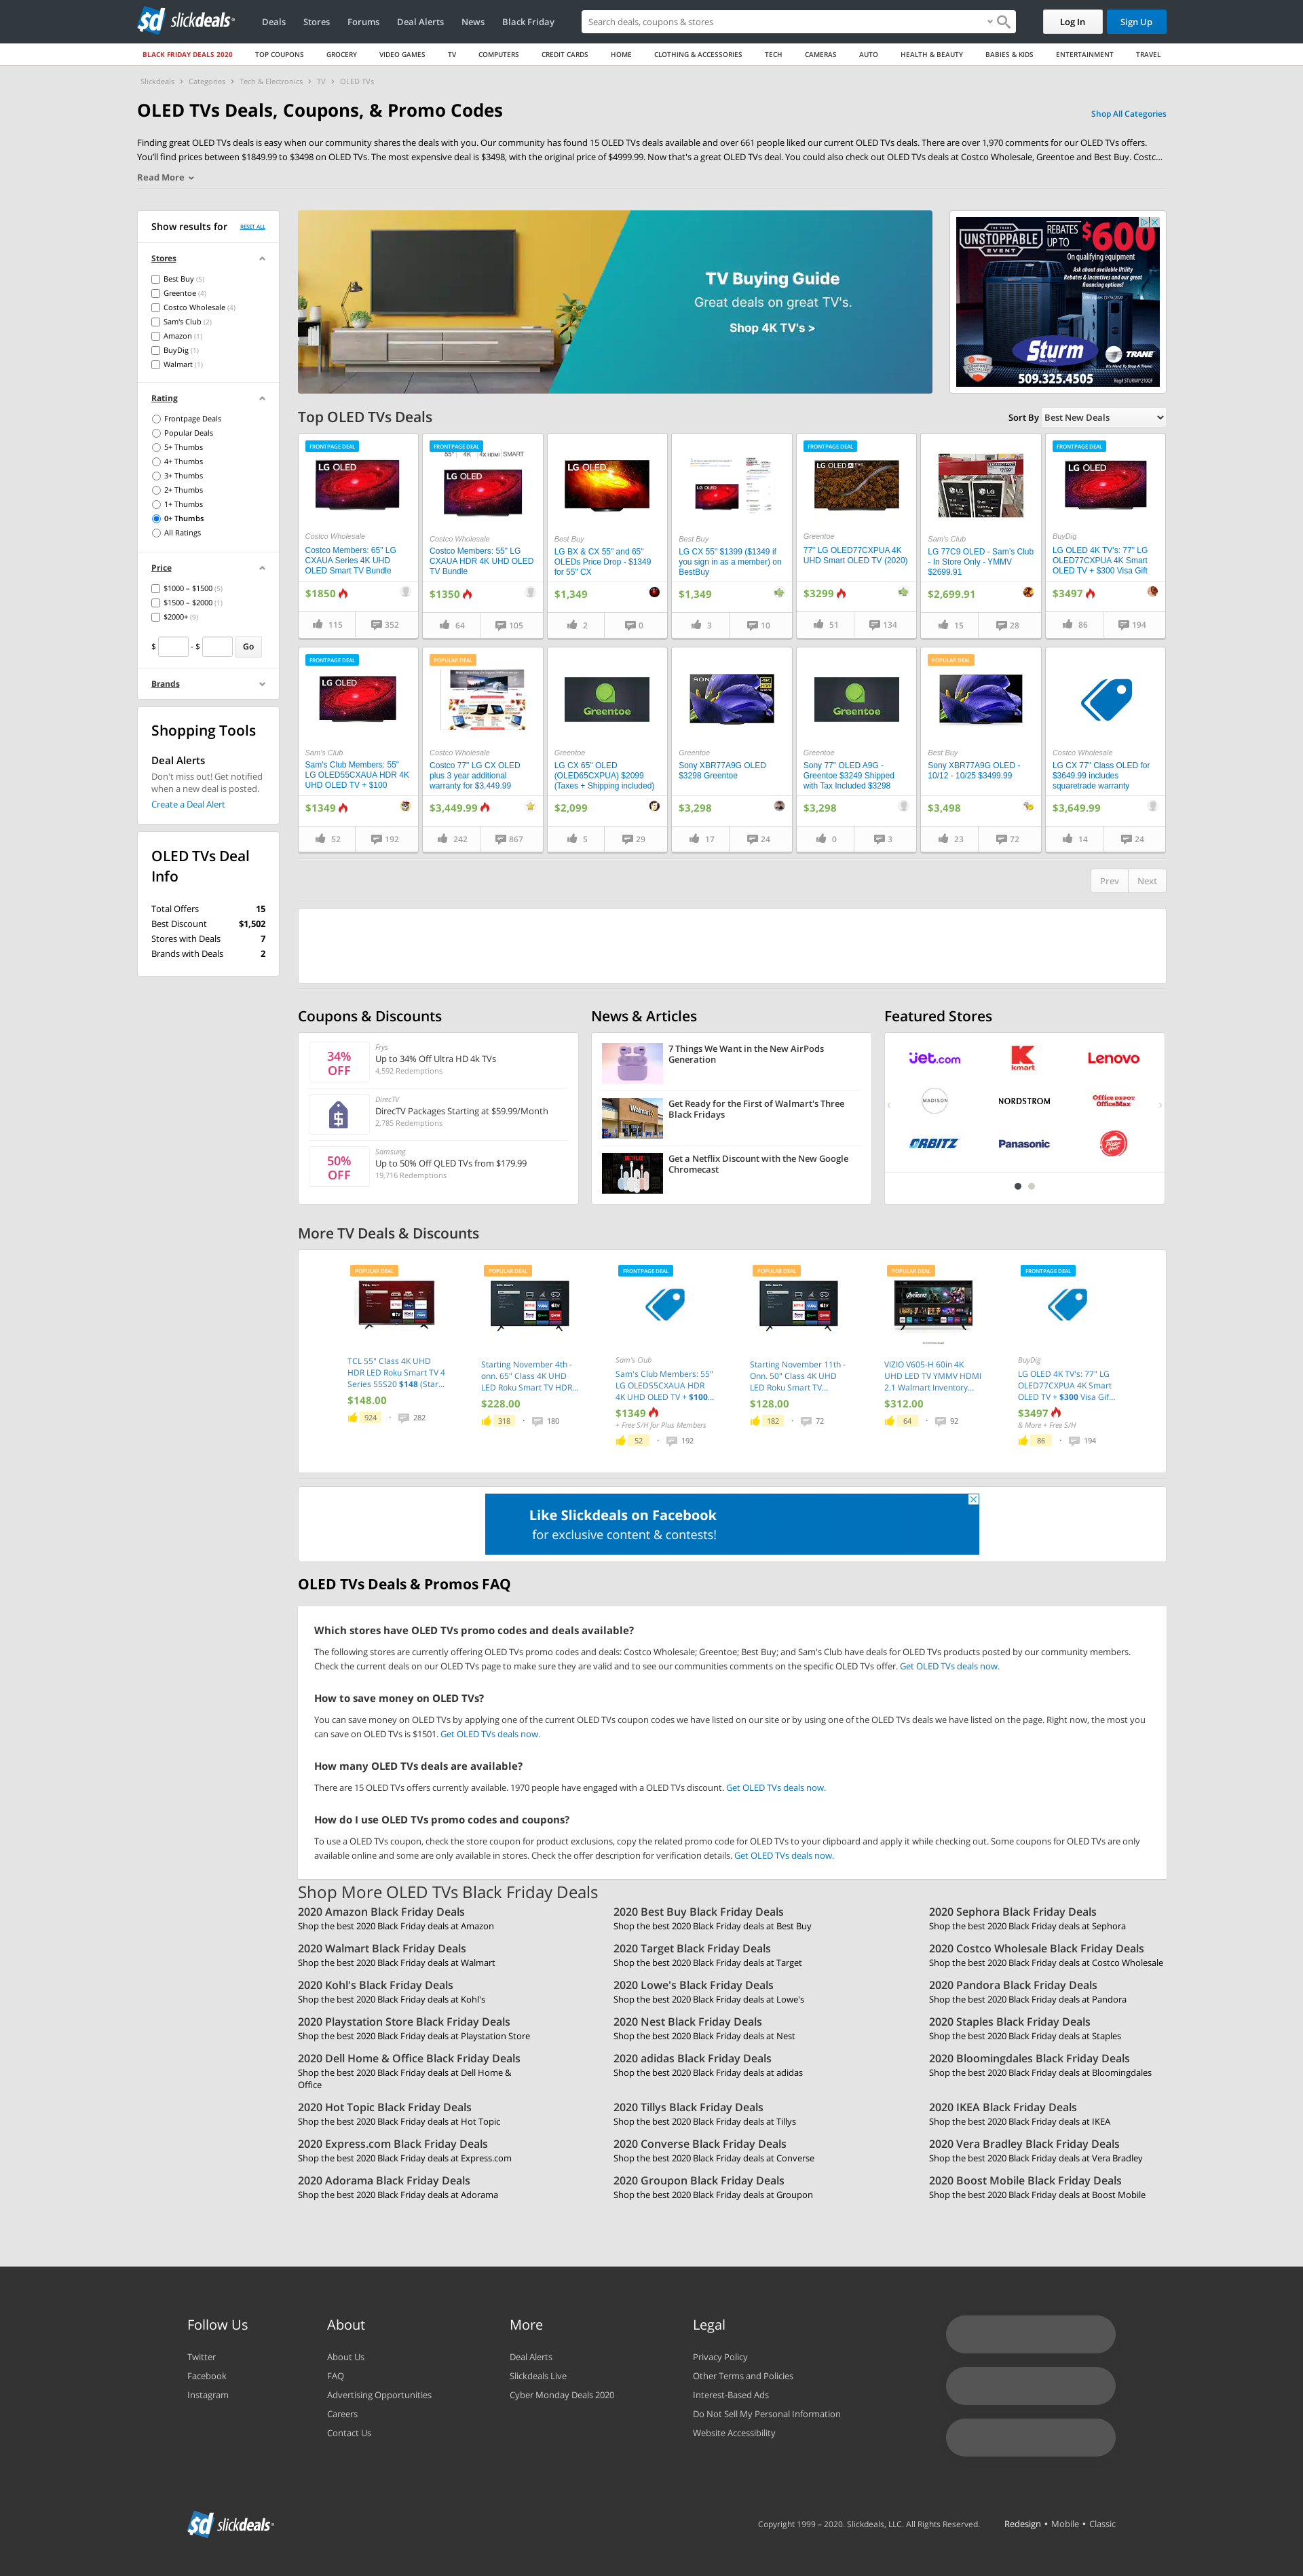 sd slickdeals
Deals Stores Forums Deal Alerts News Black Friday
Search deals, coupons & stores
Log In Sign Up
BLACK FRIDAY DEALS 2020 TOP COUPONS GROCERY VIDEO GAMES TV COMPUTERS CREDIT CARDS HOME CLOTHING & ACCESSORIES TECH CAMERAS AUTO HEALTH & BEAUTY BABIES & KIDS ENTERTAINMENT TRAVEL
Slickdeals > Categories > Tech & Electronics > TV > OLED TVs
OLED TVs Deals, Coupons, & Promo Codes
Shop All Categories
Finding great OLED TVs deals is easy when our community shares the deals with you. Our community has found 15 OLED TVs deals available and over 661 people liked our current OLED TVs deals. There are over 1,970 comments for our OLED TVs offers.
You'll find prices between $1849.99 to $3498 on OLED TVs. The most expensive deal is $3498, with the original price of $4999.99. Now that's a great OLED TVs deal. You could also check out OLED TVs deals at Costco Wholesale, Greentoe and Best Buy. Costc...
Read More
Show results for RESET ALL
Stores
Best Buy (5)
Greentoe (4)
Costco Wholesale (4)
Sam's Club (2)
Amazon (1)
BuyDig (1)
Walmart (1)
Rating
Frontpage Deals
Popular Deals
5+ Thumbs
4+ Thumbs
3+ Thumbs
2+ Thumbs
1+ Thumbs
0+ Thumbs
All Ratings
Price
$1000 – $1500 (5)
$1500 – $2000 (1)
$2000+ (9)
$ - $ Go
Brands
Shopping Tools
Deal Alerts
Don't miss out! Get notified
when a new deal is posted.
Create a Deal Alert
OLED TVs Deal
Info
Total Offers 15
Best Discount $1,502
Stores with Deals 7
Brands with Deals 2
TV Buying Guide
Great deals on great TV's.
Shop 4K TV's >
UNSTOPPABLE
EVENT
REBATES
UP TO $600
On qualifying equipment
Ask about available Utility
Rebates & Incentives and our great
financing options!
Sturm
TRANE
It's Hard To Stop A Trane
509.325.4505
Top OLED TVs Deals
Sort By Best New Deals
FRONTPAGE DEAL
LG OLED
Costco Wholesale
Costco Members: 65" LG
CXAUA Series 4K UHD
OLED Smart TV Bundle
$1850
115 352
FRONTPAGE DEAL
55" 4K 4x HDMI SMART
LG OLED
Costco Wholesale
Costco Members: 55" LG
CXAUA HDR 4K UHD OLED
TV Bundle
$1350
64 105
LG OLED
Best Buy
LG BX & CX 55" and 65"
OLEDs Price Drop - $1349
for 55" CX
$1,349
2 0
LG OLED
Best Buy
LG CX 55" $1399 ($1349 if
you sign in as a member) on
BestBuy
$1,349
3 10
FRONTPAGE DEAL
LG OLED
Greentoe
77" LG OLED77CXPUA 4K
UHD Smart OLED TV (2020)
$3299
51 134
LG LG
Sam's Club
LG 77C9 OLED - Sam's Club
- In Store Only - YMMV
$2699.91
$2,699.91
15 28
FRONTPAGE DEAL
LG OLED
BuyDig
LG OLED 4K TV's: 77" LG
OLED77CXPUA 4K Smart
OLED TV + $300 Visa Gift
$3497
86 194
FRONTPAGE DEAL
LG OLED
Sam's Club
Sam's Club Members: 55"
LG OLED55CXAUA HDR 4K
UHD OLED TV + $100
$1349
52 192
POPULAR DEAL
Costco Wholesale
Costco 77" LG CX OLED
plus 3 year additional
warranty for $3,449.99
$3,449.99
242 867
Greentoe
Greentoe
LG CX 65" OLED
(OLED65CXPUA) $2099
(Taxes + Shipping included)
$2,099
5 29
SONY
Greentoe
Sony XBR77A9G OLED
$3298 Greentoe
$3,298
17 24
Greentoe
Greentoe
Sony 77" OLED A9G -
Greentoe $3249 Shipped
with Tax Included $3298
$3,298
0 3
POPULAR DEAL
Best Buy
Sony XBR77A9G OLED -
10/12 - 10/25 $3499.99
$3,498
23 72
Costco Wholesale
LG CX 77" Class OLED for
$3649.99 includes
squaretrade warranty
$3,649.99
14 24
Prev Next
Coupons & Discounts
34%
OFF
Frys
Up to 34% Off Ultra HD 4k TVs
4,592 Redemptions
DirecTV
DirecTV Packages Starting at $59.99/Month
2,785 Redemptions
50%
OFF
Samsung
Up to 50% Off QLED TVs from $179.99
19,716 Redemptions
News & Articles
7 Things We Want in the New AirPods
Generation
Walmart
Get Ready for the First of Walmart's Three
Black Fridays
NETFLIX
Get a Netflix Discount with the New Google
Chromecast
Featured Stores
jet.com Kmart Lenovo
MADISON NORDSTROM Office DEPOT OfficeMax
ORBITZ Panasonic Pizza Hut
More TV Deals & Discounts
POPULAR DEAL
TCL 55" Class 4K UHD
HDR LED Roku Smart TV 4
Series 55S20 $148 (Star...
$148.00
924 · 282
POPULAR DEAL
Starting November 4th -
onn. 65" Class 4K UHD
LED Roku Smart TV HDR...
$228.00
318 · 180
FRONTPAGE DEAL
Sam's Club
Sam's Club Members: 55"
LG OLED55CXAUA HDR
4K UHD OLED TV + $100...
$1349
+ Free S/H for Plus Members
52 · 192
POPULAR DEAL
Starting November 11th -
Onn. 50" Class 4K UHD
LED Roku Smart TV...
$128.00
182 · 72
POPULAR DEAL
VIZIO V605-H 60in 4K
UHD LED TV YMMV HDMI
2.1 Walmart Inventory...
$312.00
64 · 92
FRONTPAGE DEAL
BuyDig
LG OLED 4K TV's: 77" LG
OLED77CXPUA 4K Smart
OLED TV + $300 Visa Gif...
$3497
& More + Free S/H
86 · 194
Like Slickdeals on Facebook
for exclusive content & contests!
OLED TVs Deals & Promos FAQ
Which stores have OLED TVs promo codes and deals available?
The following stores are currently offering OLED TVs promo codes and deals: Costco Wholesale; Greentoe; Best Buy; and Sam's Club have deals for OLED TVs products posted by our community members.
Check the current deals on our OLED TVs page to make sure they are valid and to see our communities comments on the specific OLED TVs offer. Get OLED TVs deals now.
How to save money on OLED TVs?
You can save money on OLED TVs by applying one of the current OLED TVs coupon codes we have listed on our site or by using one of the OLED TVs deals we have listed on the page. Right now, the most you
can save on OLED TVs is $1501. Get OLED TVs deals now.
How many OLED TVs deals are available?
There are 15 OLED TVs offers currently available. 1970 people have engaged with a OLED TVs discount. Get OLED TVs deals now.
How do I use OLED TVs promo codes and coupons?
To use a OLED TVs coupon, check the store coupon for product exclusions, copy the related promo code for OLED TVs to your clipboard and apply it while checking out. Some coupons for OLED TVs are only
available online and some are only available in stores. Check the offer description for verification details. Get OLED TVs deals now.
Shop More OLED TVs Black Friday Deals
2020 Amazon Black Friday Deals
Shop the best 2020 Black Friday deals at Amazon
2020 Best Buy Black Friday Deals
Shop the best 2020 Black Friday deals at Best Buy
2020 Sephora Black Friday Deals
Shop the best 2020 Black Friday deals at Sephora
2020 Walmart Black Friday Deals
Shop the best 2020 Black Friday deals at Walmart
2020 Target Black Friday Deals
Shop the best 2020 Black Friday deals at Target
2020 Costco Wholesale Black Friday Deals
Shop the best 2020 Black Friday deals at Costco Wholesale
2020 Kohl's Black Friday Deals
Shop the best 2020 Black Friday deals at Kohl's
2020 Lowe's Black Friday Deals
Shop the best 2020 Black Friday deals at Lowe's
2020 Pandora Black Friday Deals
Shop the best 2020 Black Friday deals at Pandora
2020 Playstation Store Black Friday Deals
Shop the best 2020 Black Friday deals at Playstation Store
2020 Nest Black Friday Deals
Shop the best 2020 Black Friday deals at Nest
2020 Staples Black Friday Deals
Shop the best 2020 Black Friday deals at Staples
2020 Dell Home & Office Black Friday Deals
Shop the best 2020 Black Friday deals at Dell Home &
Office
2020 adidas Black Friday Deals
Shop the best 2020 Black Friday deals at adidas
2020 Bloomingdales Black Friday Deals
Shop the best 2020 Black Friday deals at Bloomingdales
2020 Hot Topic Black Friday Deals
Shop the best 2020 Black Friday deals at Hot Topic
2020 Tillys Black Friday Deals
Shop the best 2020 Black Friday deals at Tillys
2020 IKEA Black Friday Deals
Shop the best 2020 Black Friday deals at IKEA
2020 Express.com Black Friday Deals
Shop the best 2020 Black Friday deals at Express.com
2020 Converse Black Friday Deals
Shop the best 2020 Black Friday deals at Converse
2020 Vera Bradley Black Friday Deals
Shop the best 2020 Black Friday deals at Vera Bradley
2020 Adorama Black Friday Deals
Shop the best 2020 Black Friday deals at Adorama
2020 Groupon Black Friday Deals
Shop the best 2020 Black Friday deals at Groupon
2020 Boost Mobile Black Friday Deals
Shop the best 2020 Black Friday deals at Boost Mobile
Follow Us
Twitter
Facebook
Instagram
About
About Us
FAQ
Advertising Opportunities
Careers
Contact Us
More
Deal Alerts
Slickdeals Live
Cyber Monday Deals 2020
Legal
Privacy Policy
Other Terms and Policies
Interest-Based Ads
Do Not Sell My Personal Information
Website Accessibility
sd slickdeals
Copyright 1999 – 2020. Slickdeals, LLC. All Rights Reserved.
Redesign • Mobile • Classic